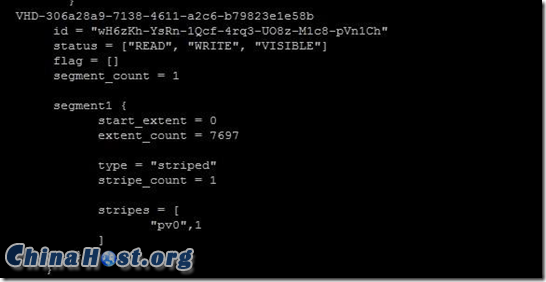 }
VHD-306a28a9-7138-4611-a2c6-b79823e1e58b
id = "wH6zKh-YsRn-1Qcf-4rq3-UO8z-M1c8-pVn1Ch"
status = ["READ", "WRITE", "VISIBLE"]
flag = []
segment_count = 1
segment1 {
start_extent = 0
extent_count = 7697
type = "striped"
stripe_count = 1
stripes = [
"pv0",1
]
ChinaHost.org
}